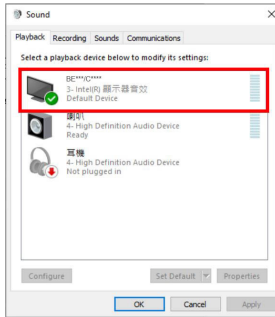 Sound
Playback Recording Sounds Communications
Select a playback device below to modify its settings:
BE***/C****
3- Intel(R) 顯示器音效
Default Device
喇叭
4- High Definition Audio Device
Ready
耳機
4- High Definition Audio Device
Not plugged in
Configure Set Default Properties
OK Cancel Apply